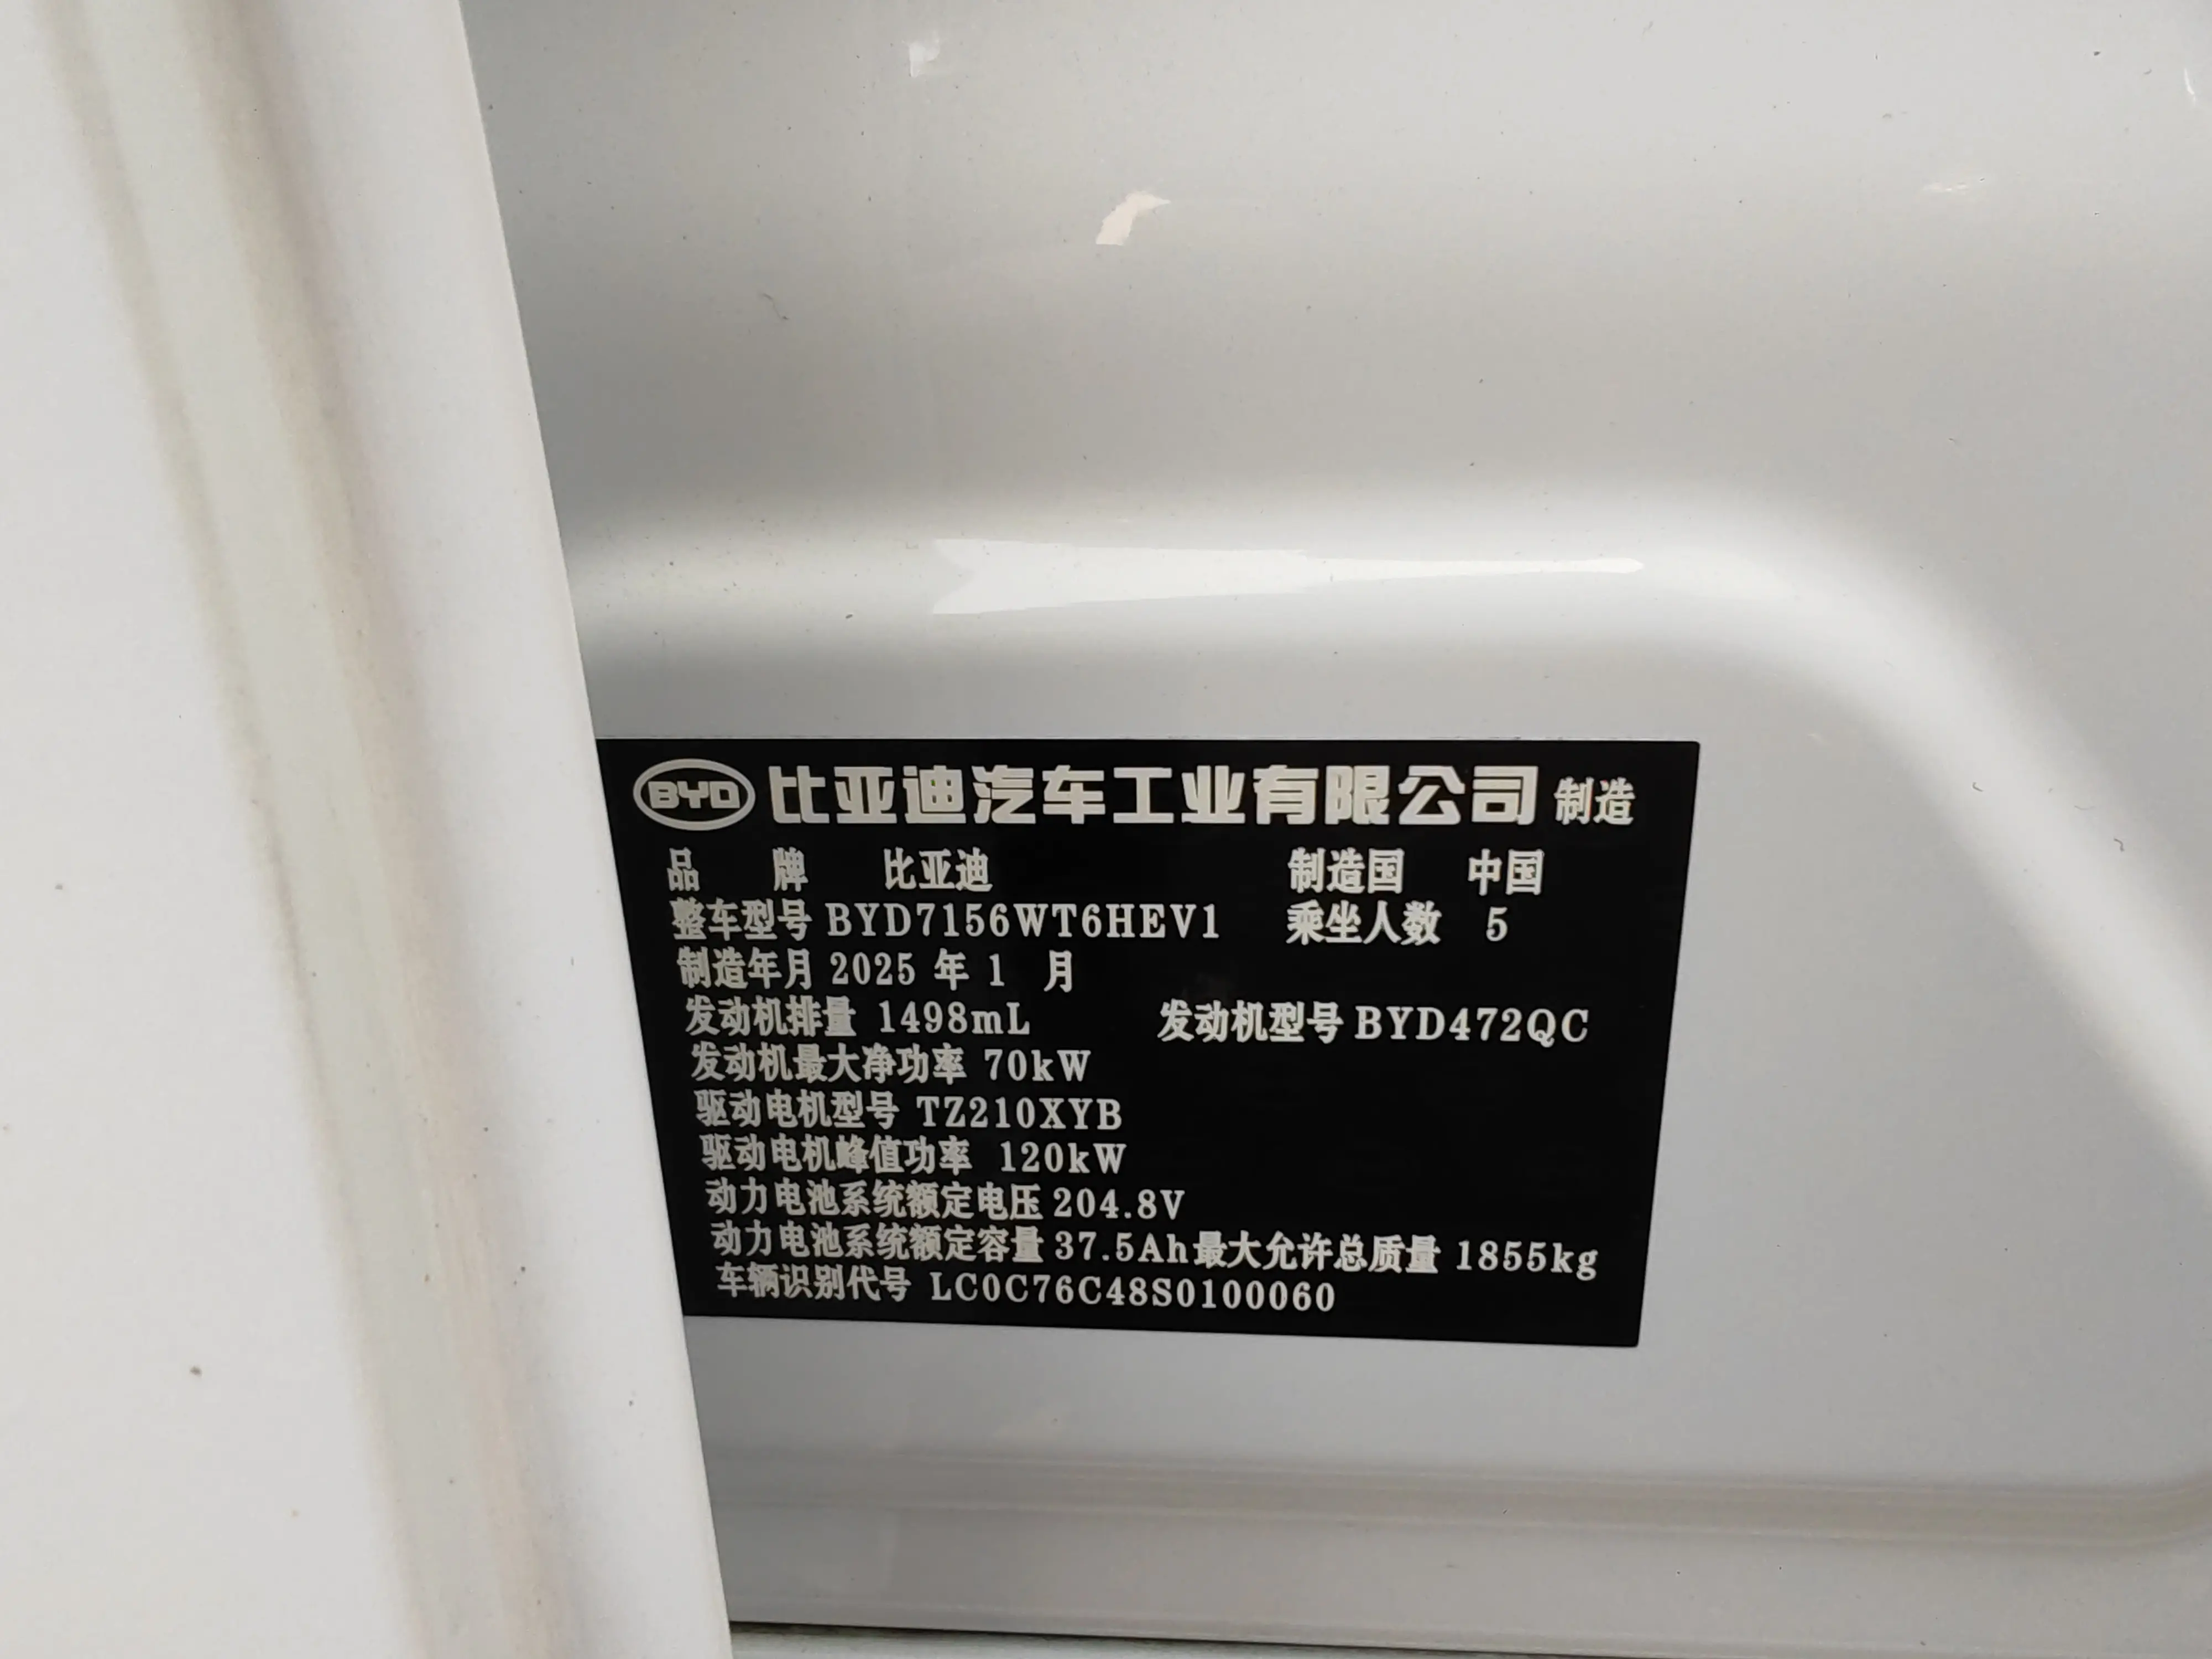 BYD 比亚迪汽车工业有限公司 制造
品 牌 比亚迪 制造国 中国
整车型号 BYD7156WT6HEV1 乘坐人数 5
制造年月 2025 年 1 月
发动机排量 1498mL 发动机型号 BYD472QC
发动机最大净功率 70kW
驱动电机型号 TZ210XYB
驱动电机峰值功率 120kW
动力电池系统额定电压 204.8V
动力电池系统额定容量 37.5Ah 最大允许总质量 1855kg
车辆识别代号 LC0C76C48S0100060